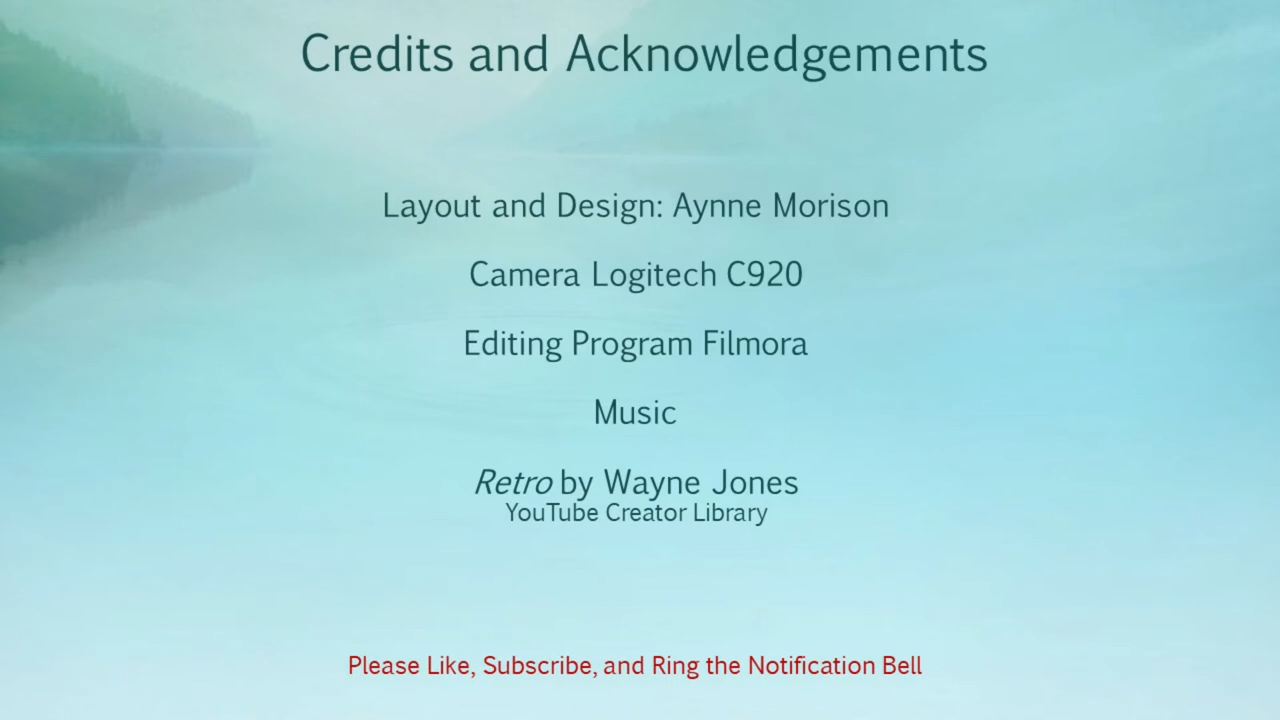 Credits and Acknowledgements
Layout and Design: Aynne Morison
Camera Logitech C920
Editing Program Filmora
Music
Retro by Wayne Jones
YouTube Creator Library
Please Like, Subscribe, and Ring the Notification Bell